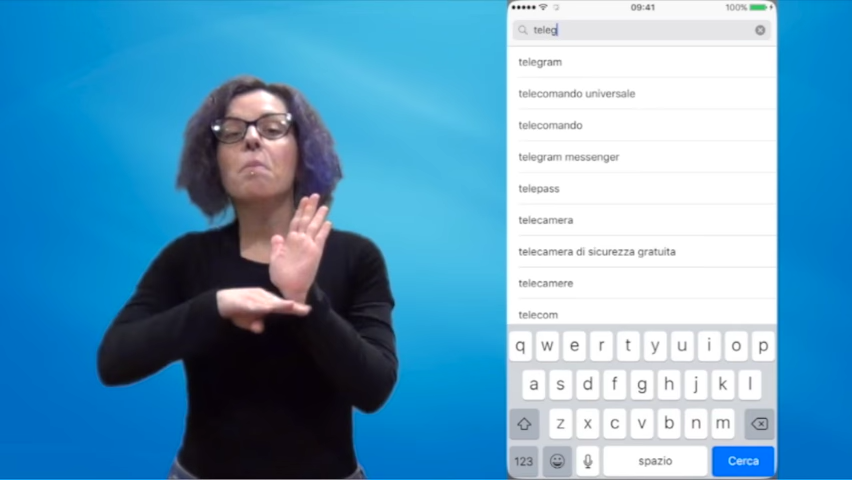 09:41
100%
teleg
telegram
telecomando universale
telecomando
telegram messenger
telepass
telecamera
telecamera di sicurezza gratuita
telecamere
telecom
q w e r t y u i o p
a s d f g h j k l
z x c v b n m
123 spazio Cerca